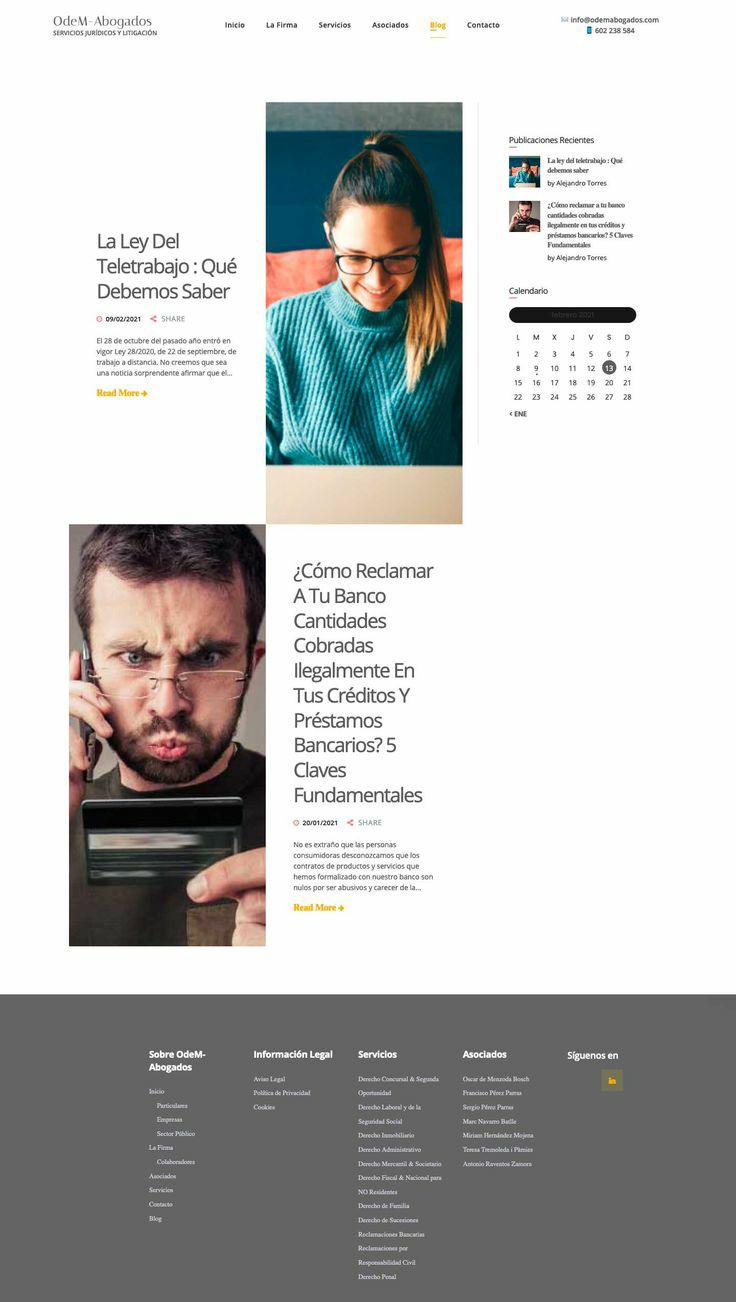 OdeM-Abogados
SERVICIOS JURÍDICOS Y LITIGACIÓN
Inicio
La Firma
Servicios
Asociados
Blog
Contacto
info@odemabogados.com
602 238 584
La Ley Del
Teletrabajo : Qué
Debemos Saber
09/02/2021 SHARE
El 28 de octubre del pasado año entró en
vigor Ley 28/2020, de 22 de septiembre, de
trabajo a distancia. No creemos que sea
una noticia sorprendente afirmar que el...
Read More
Publicaciones Recientes
La ley del teletrabajo : Qué
debemos saber
by Alejandro Torres
¿Cómo reclamar a tu banco
cantidades cobradas
ilegalmente en tus créditos y
préstamos bancarios? 5 Claves
Fundamentales
by Alejandro Torres
Calendario
febrero 2021
L M X J V S D
1 2 3 4 5 6 7
8 9 10 11 12 13 14
15 16 17 18 19 20 21
22 23 24 25 26 27 28
‹ ENE
¿Cómo Reclamar
A Tu Banco
Cantidades
Cobradas
Ilegalmente En
Tus Créditos Y
Préstamos
Bancarios? 5
Claves
Fundamentales
20/01/2021 SHARE
No es extraño que las personas
consumidoras desconozcamos que los
contratos de productos y servicios que
hemos formalizado con nuestro banco son
nulos por ser abusivos y carecer de la...
Read More
Sobre OdeM-
Abogados
Inicio
Particulares
Empresas
Sector Público
La Firma
Colaboradores
Asociados
Servicios
Contacto
Blog
Información Legal
Aviso Legal
Política de Privacidad
Cookies
Servicios
Derecho Concursal & Segunda
Oportunidad
Derecho Laboral y de la
Seguridad Social
Derecho Inmobiliario
Derecho Administrativo
Derecho Mercantil & Societario
Derecho Fiscal & Nacional para
NO Residentes
Derecho de Familia
Derecho de Sucesiones
Reclamaciones Bancarias
Reclamaciones por
Responsabilidad Civil
Derecho Penal
Asociados
Oscar de Menzoda Bosch
Francisco Pérez Parras
Sergio Pérez Parras
Marc Navarro Batlle
Miriam Hernández Mojena
Teresa Tremoleda i Pàmies
Antonio Raventos Zamora
Síguenos en
in